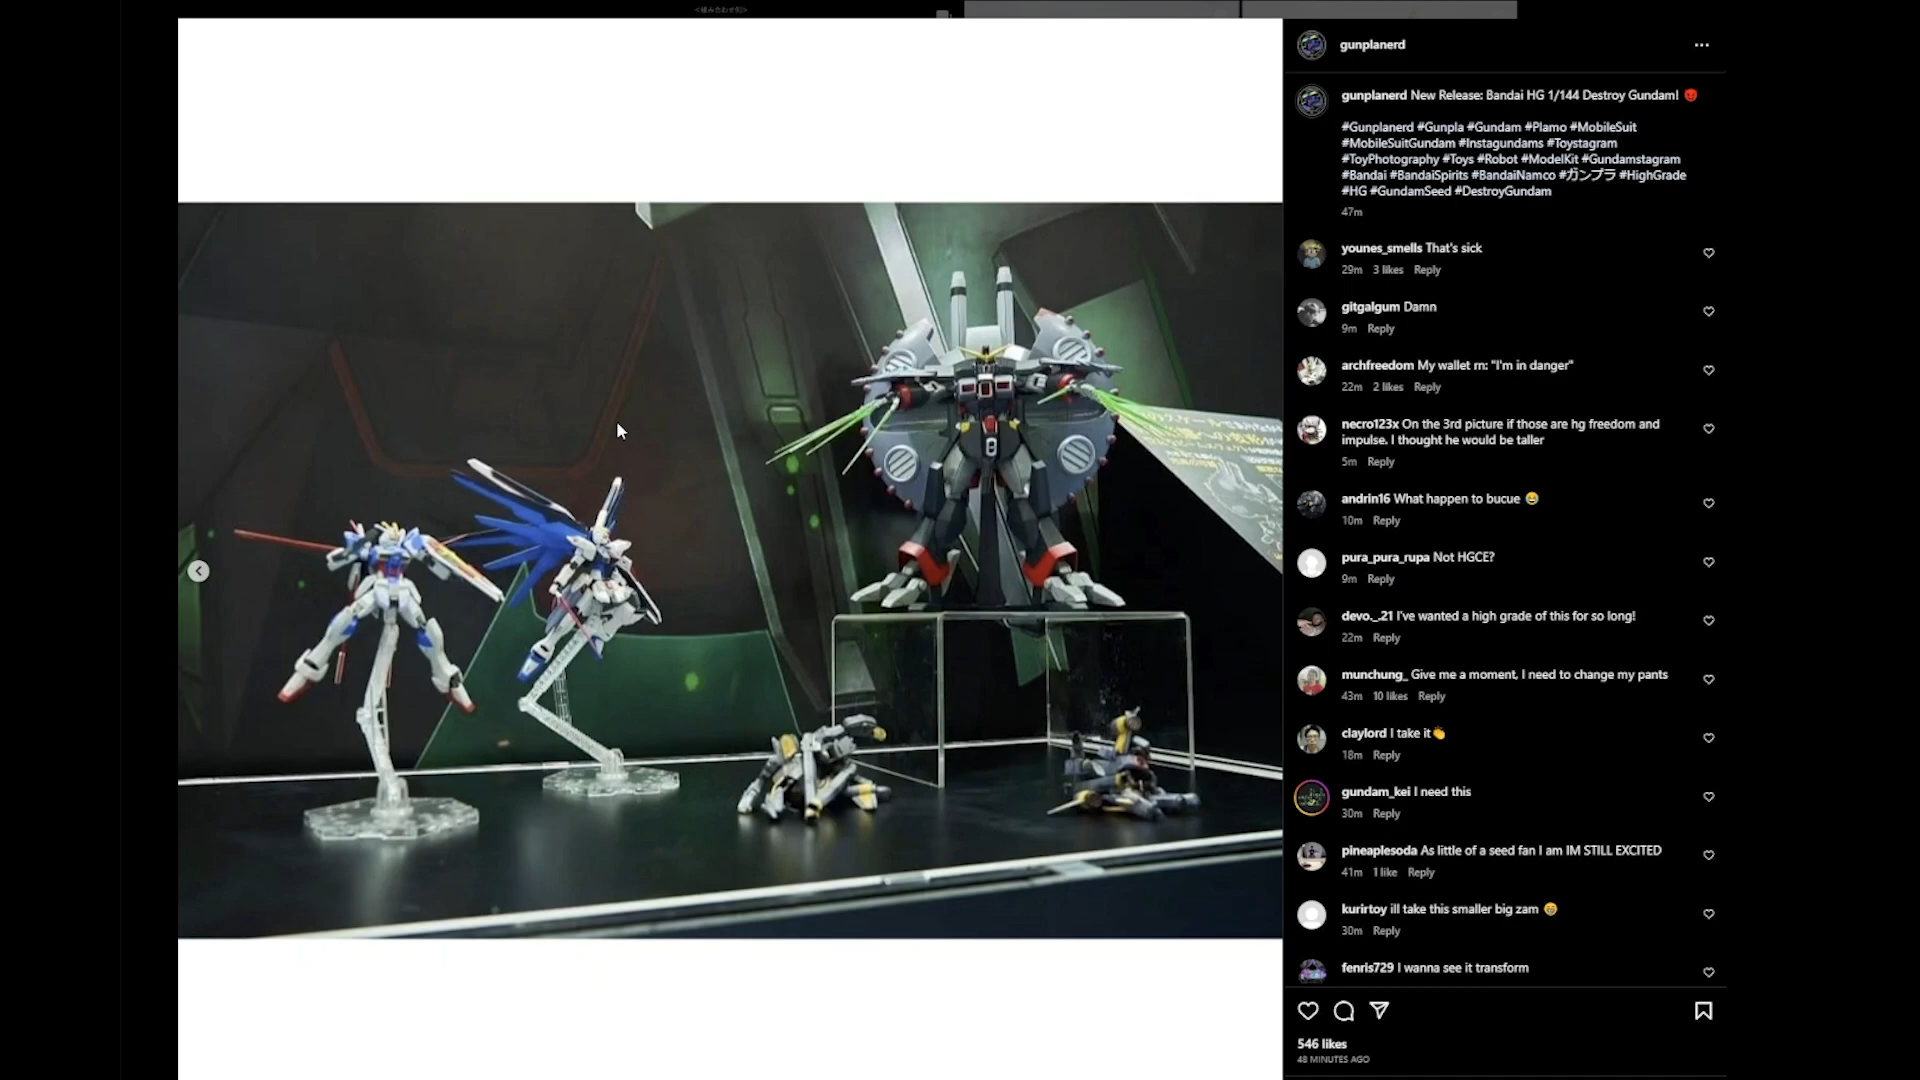 <組み合わせ例>
gunplanerd
gunplanerd New Release: Bandai HG 1/144 Destroy Gundam!
#Gunplanerd #Gunpla #Gundam #Plamo #MobileSuit
#MobileSuitGundam #Instagundams #Toystagram
#ToyPhotography #Toys #Robot #ModelKit #Gundamstagram
#Bandai #BandaiSpirits #BandaiNamco #ガンプラ #HighGrade
#HG #GundamSeed #DestroyGundam
47m
younes_smells That's sick
29m 3 likes Reply
gitgalgum Damn
9m Reply
archfreedom My wallet rn: "I'm in danger"
22m 2 likes Reply
necro123x On the 3rd picture if those are hg freedom and
impulse. I thought he would be taller
5m Reply
andrin16 What happen to bucue 😂
10m Reply
pura_pura_rupa Not HGCE?
9m Reply
devo._.21 I've wanted a high grade of this for so long!
22m Reply
munchung_ Give me a moment, I need to change my pants
43m 10 likes Reply
claylord I take it👏
18m Reply
gundam_kei I need this
30m Reply
pineaplesoda As little of a seed fan I am IM STILL EXCITED
41m 1 like Reply
kurirtoy ill take this smaller big zam 😁
30m Reply
fenris729 I wanna see it transform
546 likes
48 MINUTES AGO